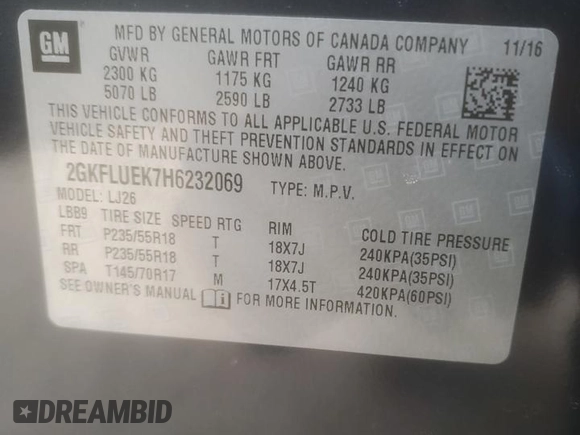 GM
MFD BY GENERAL MOTORS OF CANADA COMPANY 11/16
GVWR GAWR FRT GAWR RR
2300 KG 1175 KG 1240 KG
5070 LB 2590 LB 2733 LB
THIS VEHICLE CONFORMS TO ALL APPLICABLE U.S. FEDERAL MOTOR
VEHICLE SAFETY AND THEFT PREVENTION STANDARDS IN EFFECT ON
THE DATE OF MANUFACTURE SHOWN ABOVE.
2GKFLUEK7H6232069 TYPE: M.P.V.
MODEL: LJ26
LBB9 TIRE SIZE SPEED RTG RIM COLD TIRE PRESSURE
FRT P235/55R18 T 18X7J 240KPA(35PSI)
RR P235/55R18 T 18X7J 240KPA(35PSI)
SPA T145/70R17 M 17X4.5T 420KPA(60PSI)
SEE OWNER'S MANUAL FOR MORE INFORMATION.
DREAMBID